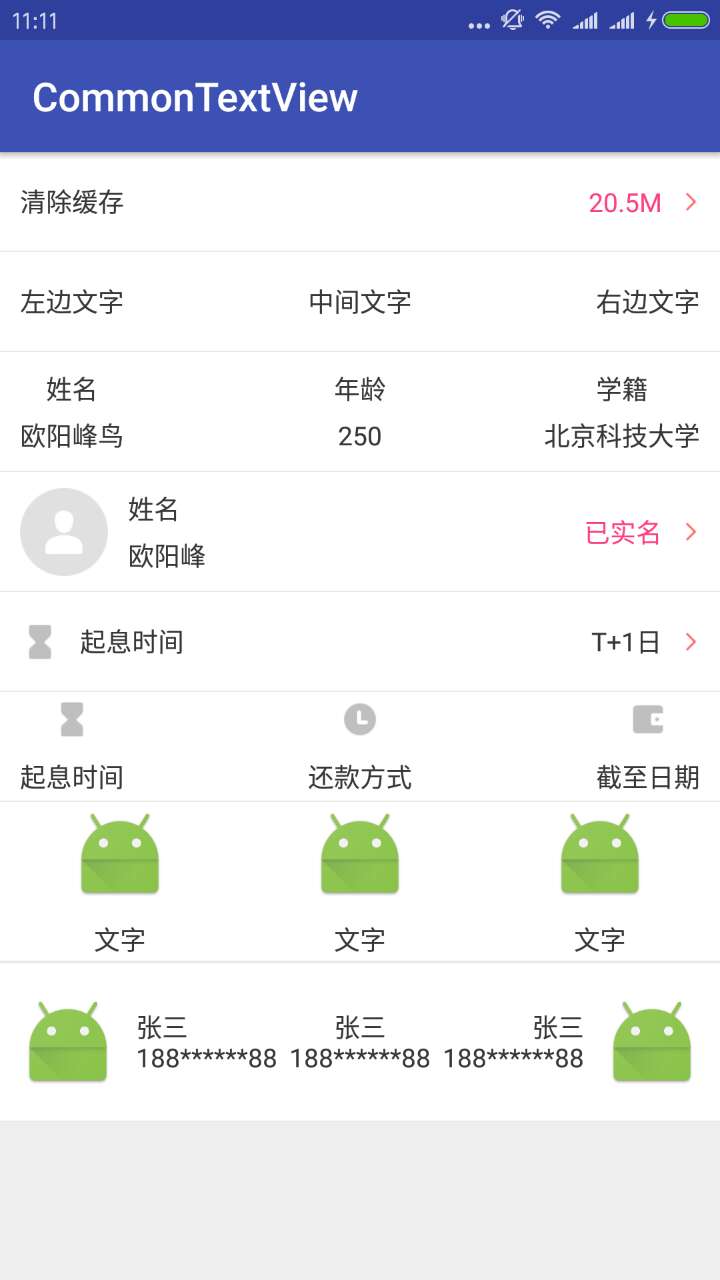 11:11
CommonTextView
清除缓存 20.5M
左边文字 中间文字 右边文字
姓名 年龄 学籍
欧阳峰鸟 250 北京科技大学
姓名
欧阳峰
已实名
起息时间 T+1日
起息时间 还款方式 截至日期
文字 文字 文字
张三 张三 张三
188******88 188******88 188******88